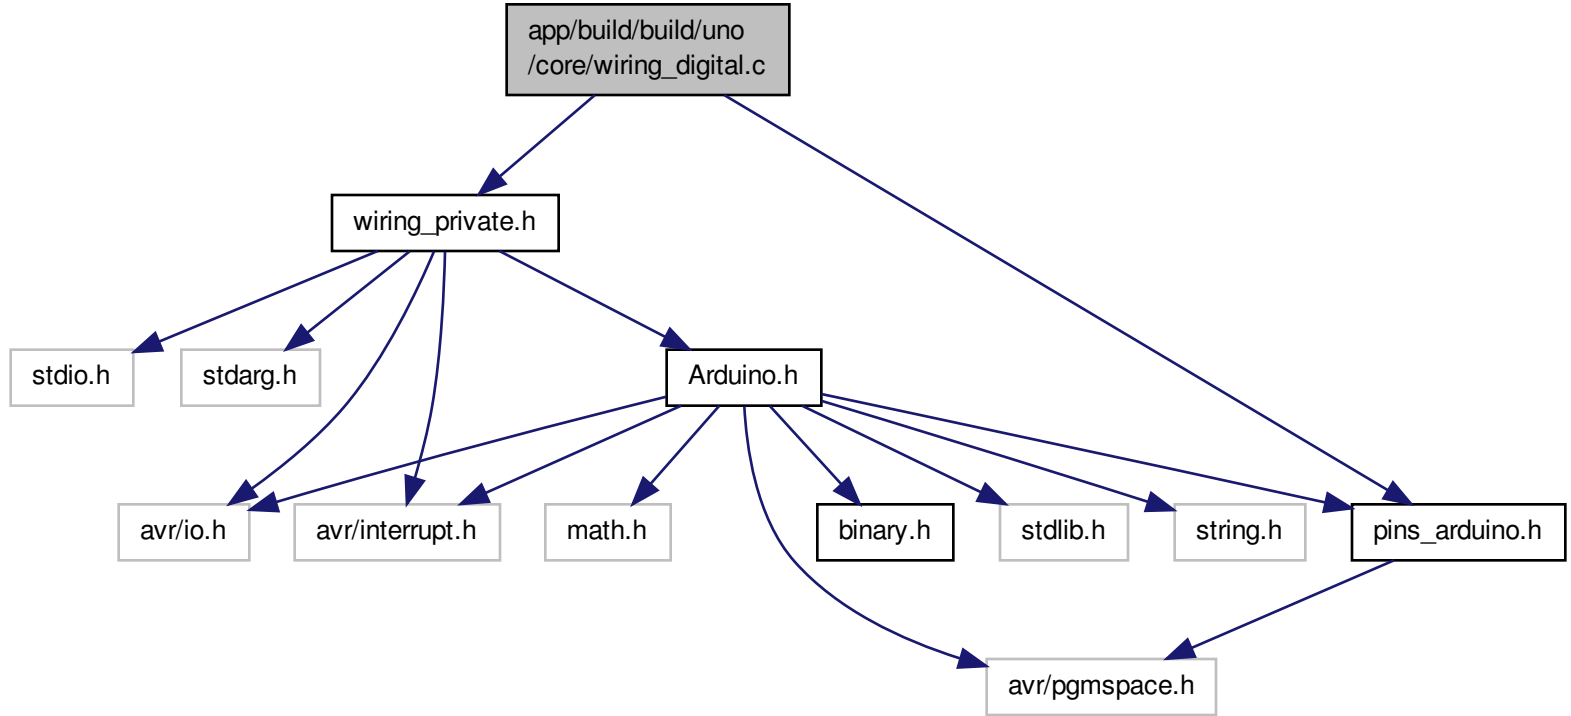 app/build/build/uno
/core/wiring_digital.c
wiring_private.h
stdio.h
stdarg.h
Arduino.h
avr/io.h
avr/interrupt.h
math.h
binary.h
stdlib.h
string.h
pins_arduino.h
avr/pgmspace.h